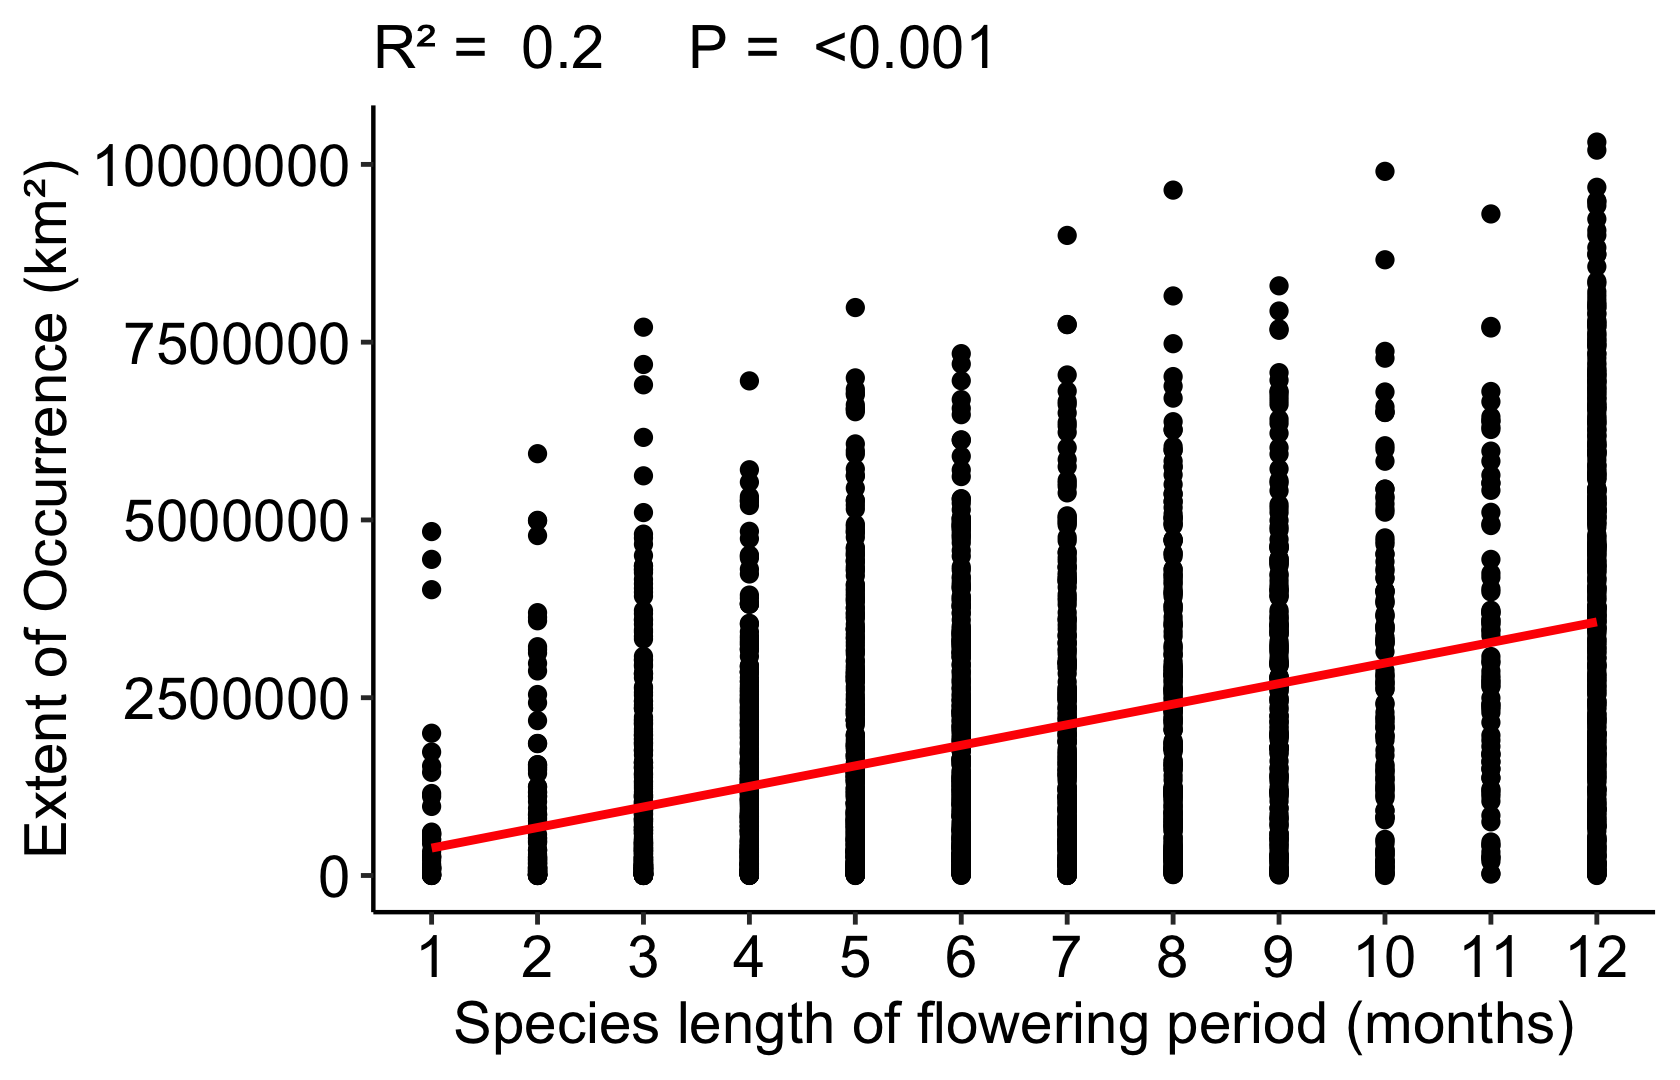 R² = 0.2 P = <0.001
Extent of Occurrence (km²)
10000000
7500000
5000000
2500000
0
1 2 3 4 5 6 7 8 9 10 11 12
Species length of flowering period (months)